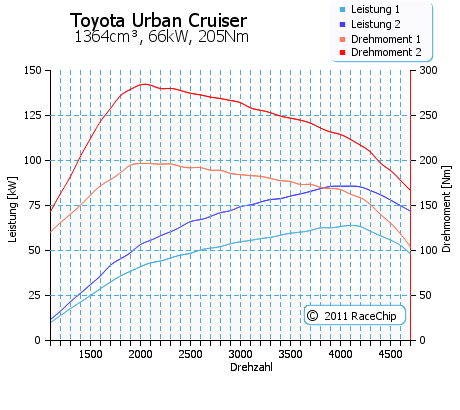 Toyota Urban Cruiser
1364cm³, 66kW, 205Nm
Leistung 1
Leistung 2
Drehmoment 1
Drehmoment 2
150
125
100
75
50
25
0
Leistung [kW]
300
250
200
150
100
50
0
Drehmoment [Nm]
1500 2000 2500 3000 3500 4000 4500
Drehzahl
© 2011 RaceChip